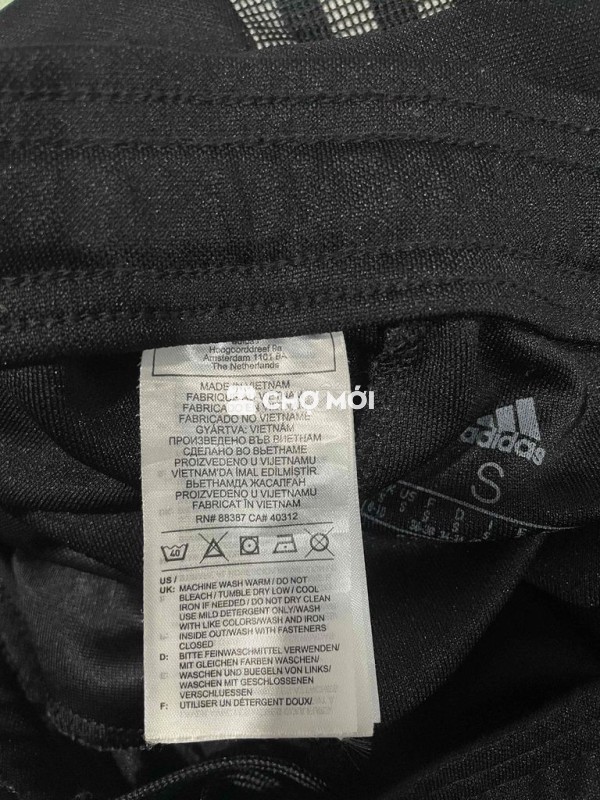 Hoogoorddreef 9a
Amsterdam 1101 BA
The Netherlands
MADE IN VIETNAM
FABRICADO NO VIETNAM
GYÁRTVA: VIETNÁM
ПРОИЗВЕДЕНО ВЪВ ВИЕТНАМ
СДЕЛАНО ВО ВЬЕТНАМЕ
PROIZVEDENO U VIJETNAMU
VIETNAM'DA İMAL EDİLMİŞTİR.
ВЬЕТНАМДА ЖАСАЛҒАН
PROIZVEDENO U VIJETNAMU
FABRICAT ÎN VIETNAM
RN# 88387 CA# 40312
CHỢ MỚI
adidas
S
40
US /
UK: MACHINE WASH WARM / DO NOT
BLEACH / TUMBLE DRY LOW / COOL
IRON IF NEEDED / DO NOT DRY CLEAN
USE MILD DETERGENT ONLY/WASH
WITH LIKE COLORS/WASH AND IRON
INSIDE OUT/WASH WITH FASTENERS
CLOSED
D: BITTE FEINWASCHMITTEL VERWENDEN/
MIT GLEICHEN FARBEN WASCHEN/
WASCHEN UND BUEGELN VON LINKS/
WASCHEN MIT GESCHLOSSENEN
VERSCHLUESSEN
F: UTILISER UN DÉTERGENT DOUX/